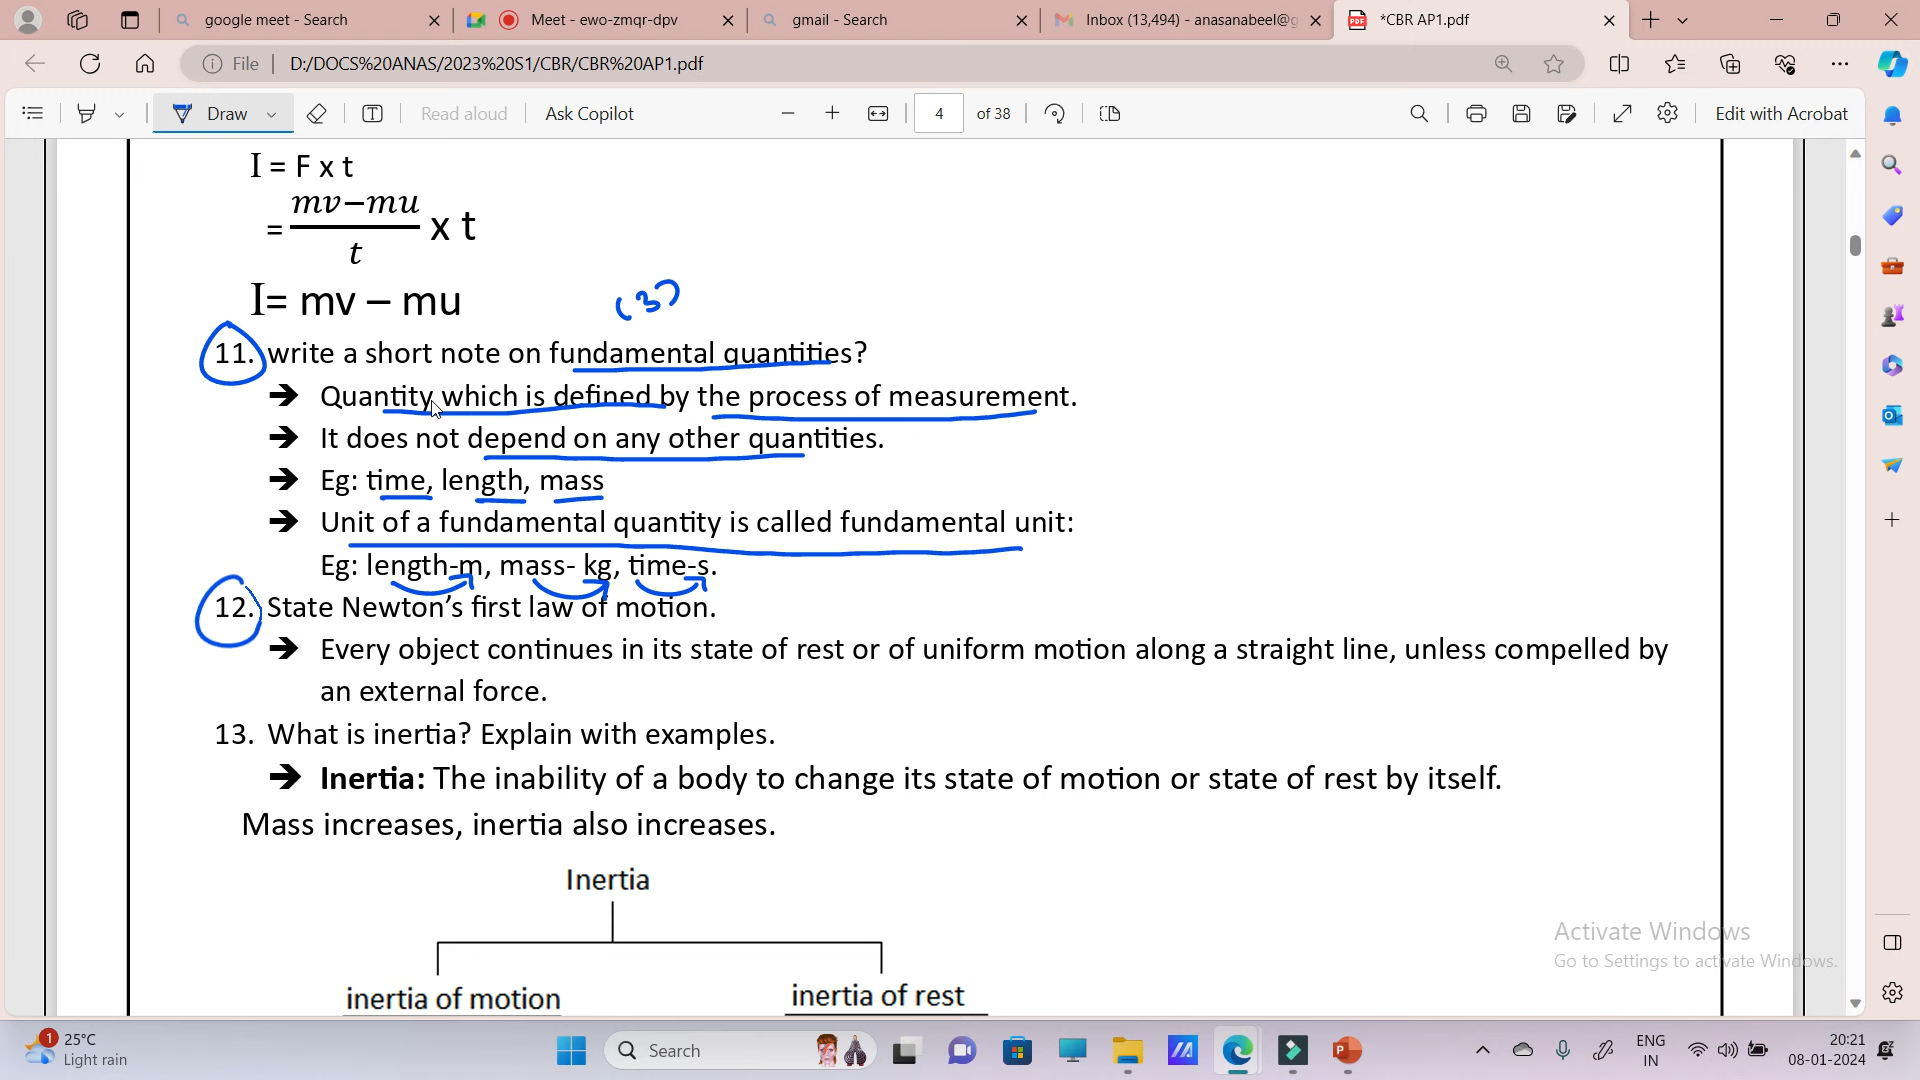 google meet - Search
Meet - ewo-zmqr-dpv
gmail - Search
Inbox (13,494) - anasanabeel@g
*CBR AP1.pdf
File
D:/DOCS%20ANAS/2023%20S1/CBR/CBR%20AP1.pdf
Draw
Read aloud
Ask Copilot
4
of 38
Edit with Acrobat
I = F x t
= mv−mu/t x t
I= mv – mu
(3)
11. write a short note on fundamental quantities?
➔ Quantity which is defined by the process of measurement.
➔ It does not depend on any other quantities.
➔ Eg: time, length, mass
➔ Unit of a fundamental quantity is called fundamental unit:
Eg: length-m, mass- kg, time-s.
12. State Newton’s first law of motion.
➔ Every object continues in its state of rest or of uniform motion along a straight line, unless compelled by
an external force.
13. What is inertia? Explain with examples.
➔ Inertia: The inability of a body to change its state of motion or state of rest by itself.
Mass increases, inertia also increases.
Inertia
inertia of motion
inertia of rest
Activate Windows
Go to Settings to activate Windows.
1
25°C
Light rain
Search
ENG
IN
20:21
08-01-2024